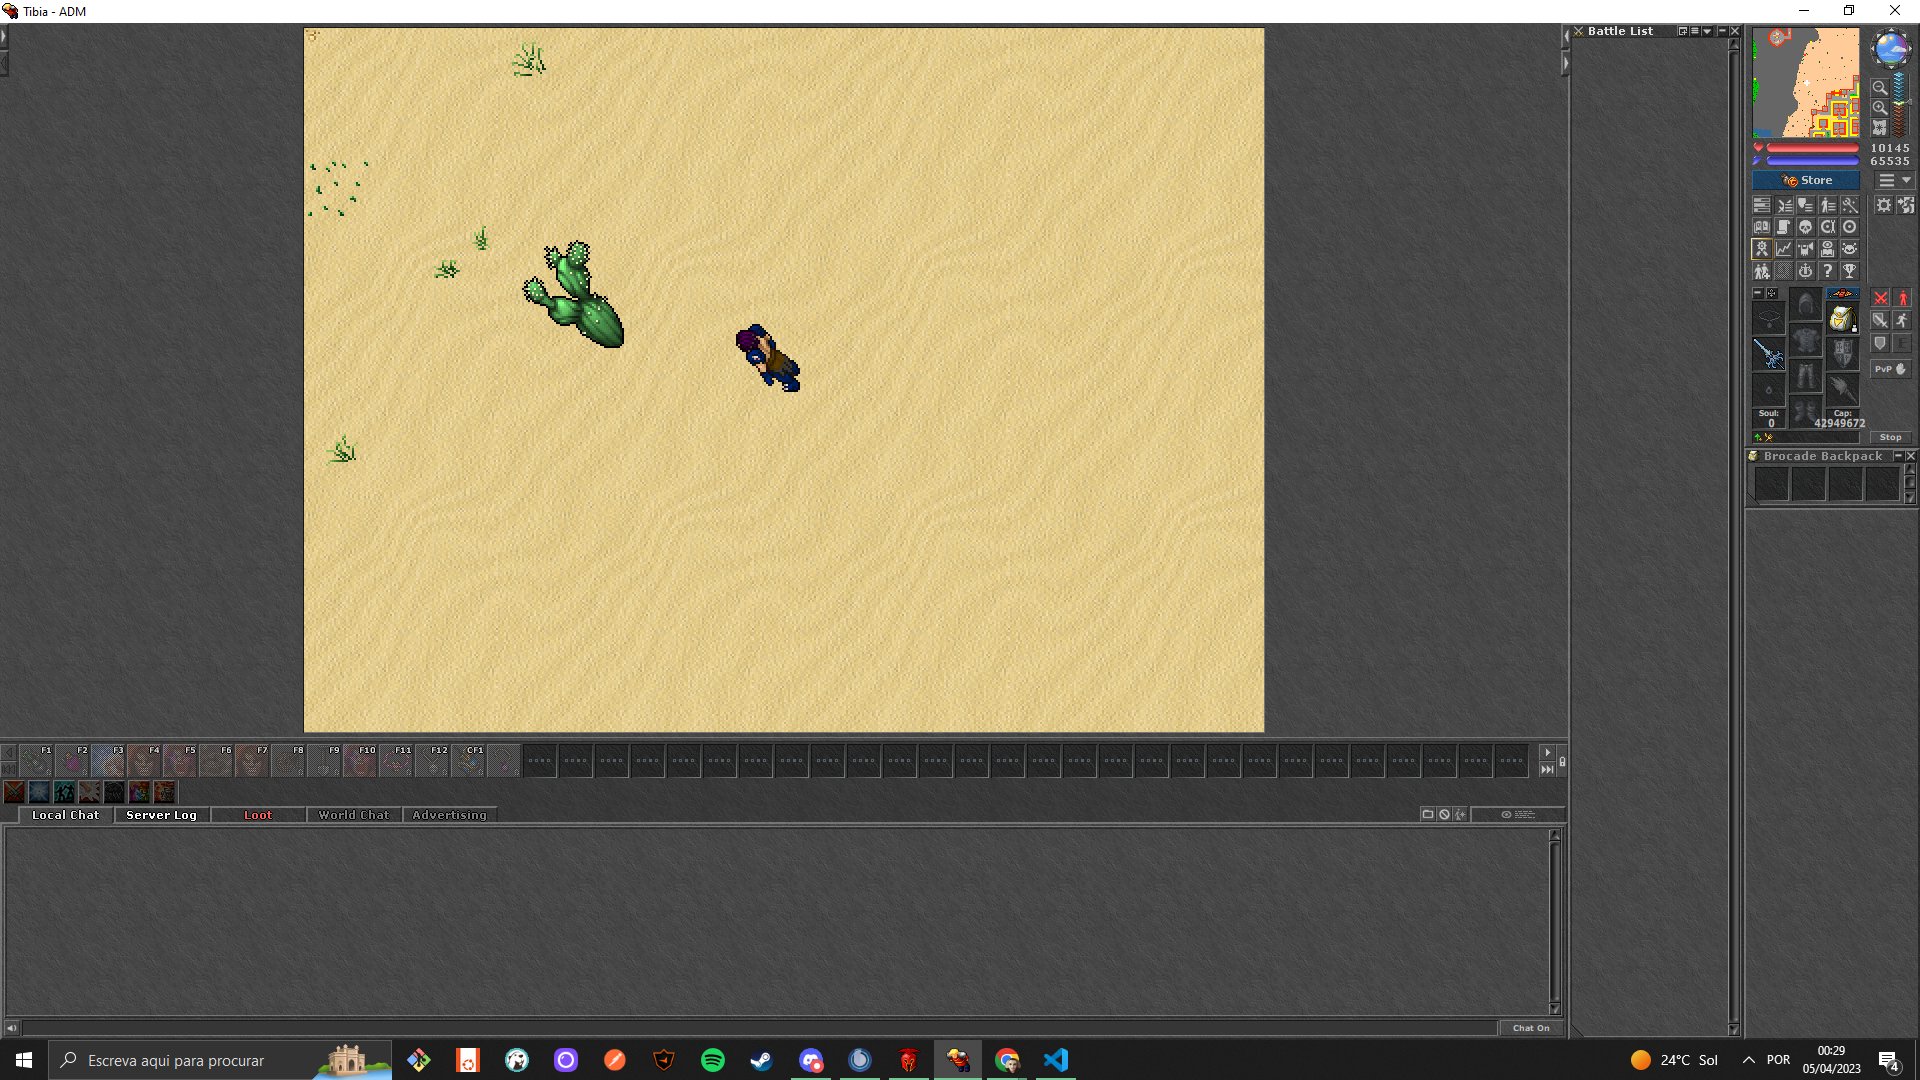 Tibia - ADM
Battle List
10145
65535
Store
Soul:
0
Cap:
42949672
PvP
Stop
Brocade Backpack
F1 F2 F3 F4 F5 F6 F7 F8 F9 F10 F11 F12 CF1
Local Chat Server Log Loot World Chat Advertising
Chat On
Escreva aqui para procurar
24°C Sol
POR
00:29
05/04/2023
4